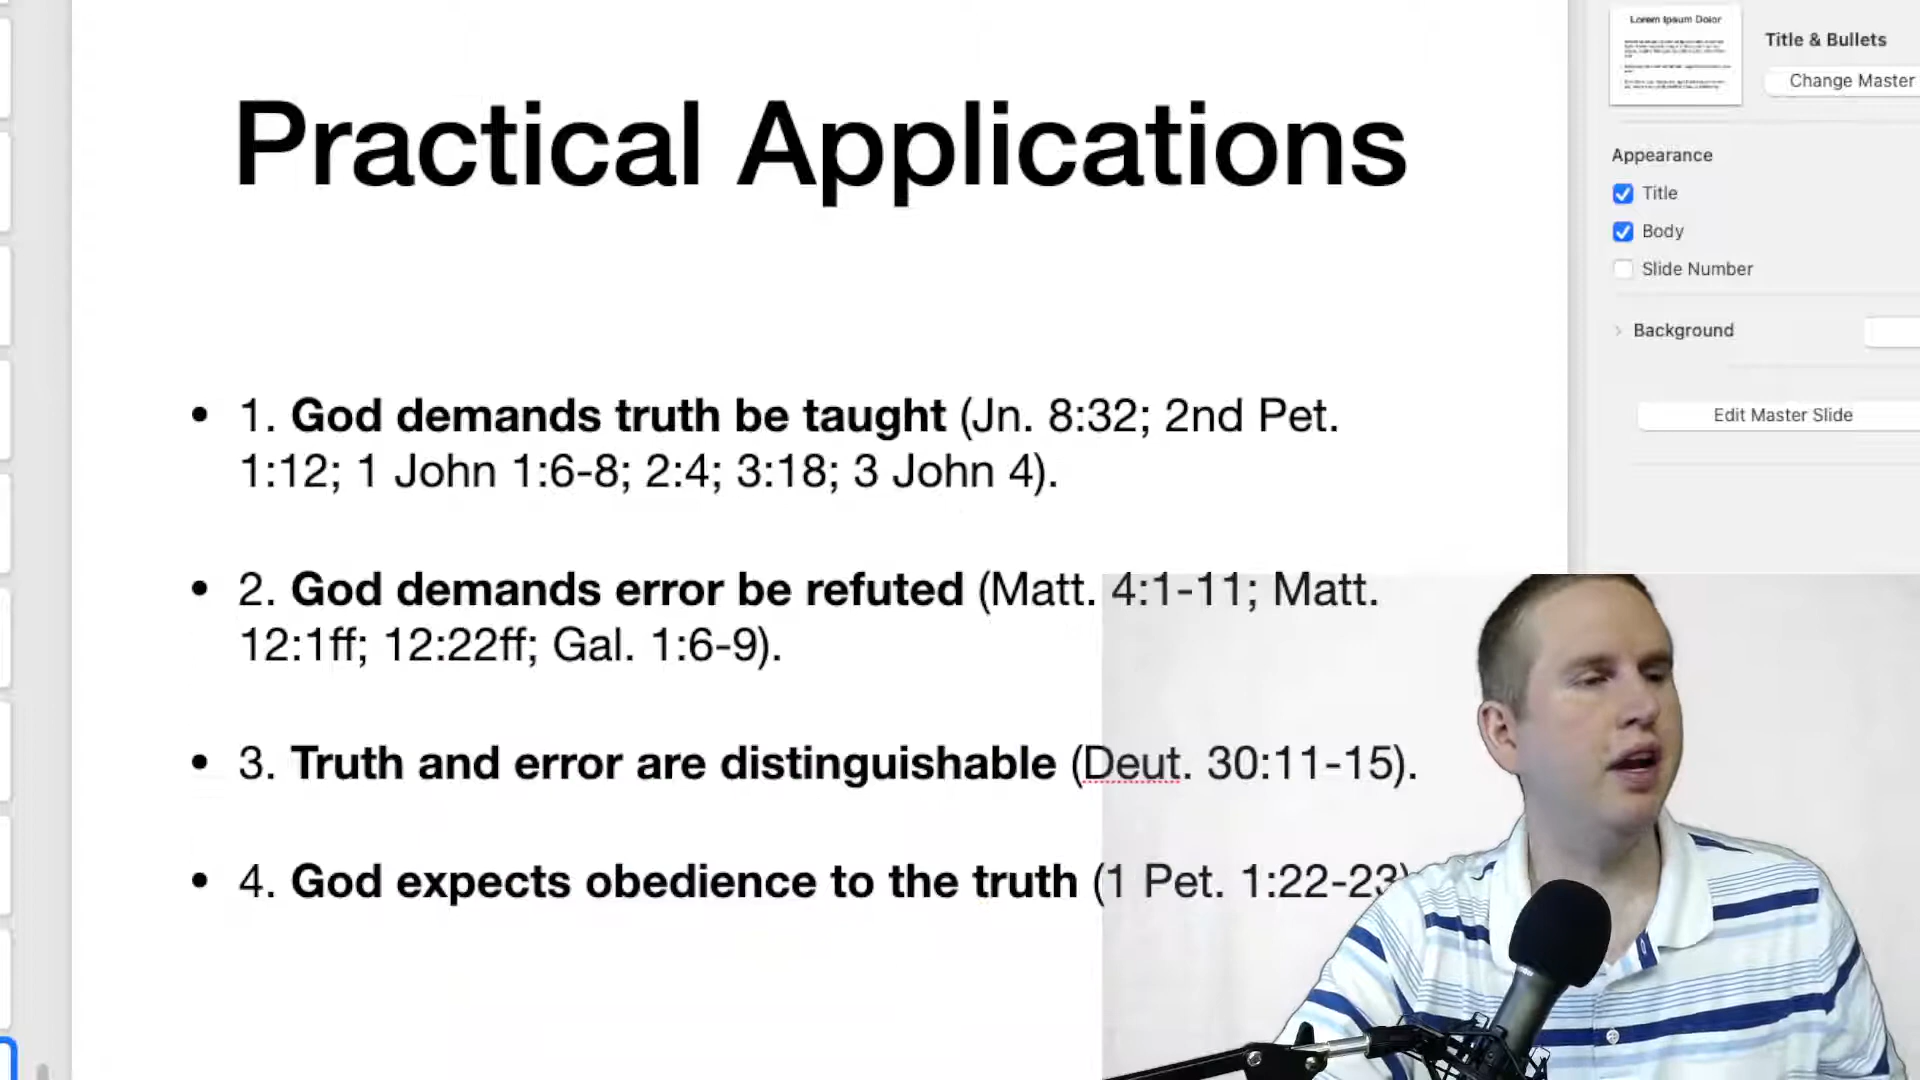 Lorem Ipsum Dolor
Title & Bullets
Change Master
Practical Applications
Appearance
Title
Body
Slide Number
Background
Edit Master Slide
• 1. God demands truth be taught (Jn. 8:32; 2nd Pet.
1:12; 1 John 1:6-8; 2:4; 3:18; 3 John 4).
• 2. God demands error be refuted (Matt. 4:1-11; Matt.
12:1ff; 12:22ff; Gal. 1:6-9).
• 3. Truth and error are distinguishable (Deut. 30:11-15).
• 4. God expects obedience to the truth (1 Pet. 1:22-23)